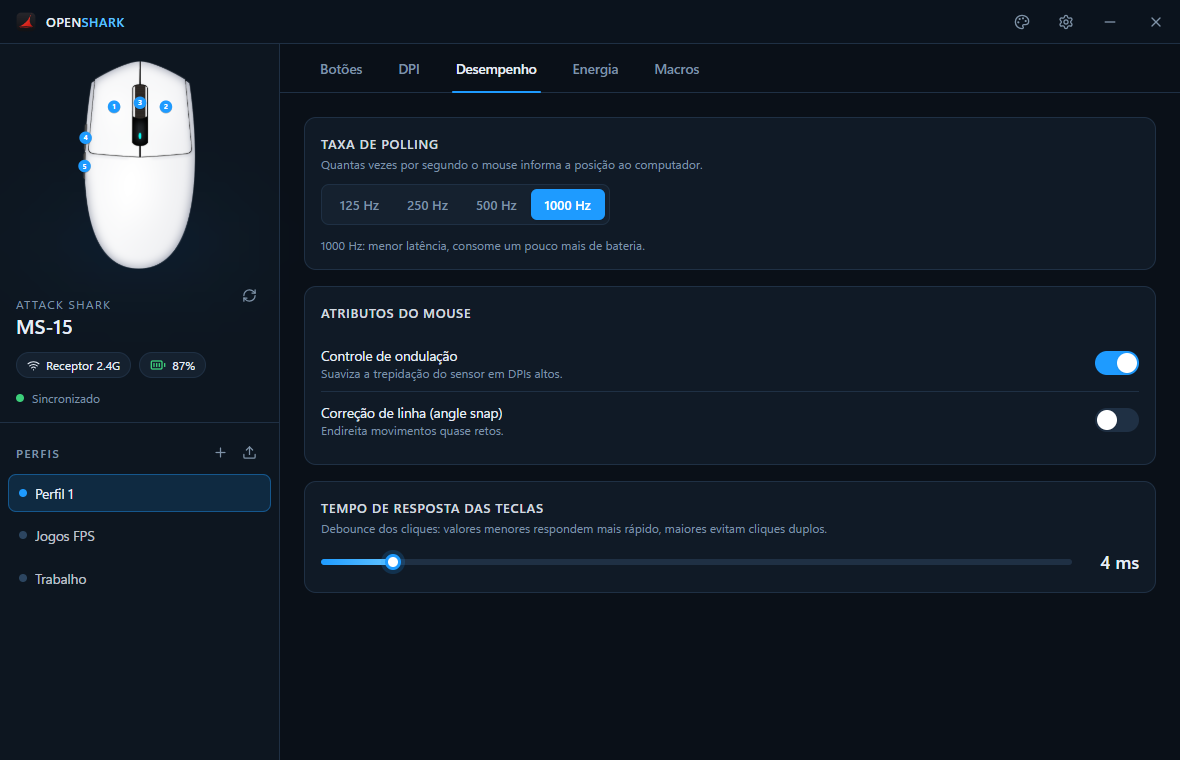 OPENSHARK
Botões
DPI
Desempenho
Energia
Macros
1
3
2
4
5
ATTACK SHARK
MS-15
Receptor 2.4G
87%
Sincronizado
PERFIS
Perfil 1
Jogos FPS
Trabalho
TAXA DE POLLING
Quantas vezes por segundo o mouse informa a posição ao computador.
125 Hz
250 Hz
500 Hz
1000 Hz
1000 Hz: menor latência, consome um pouco mais de bateria.
ATRIBUTOS DO MOUSE
Controle de ondulação
Suaviza a trepidação do sensor em DPIs altos.
Correção de linha (angle snap)
Endireita movimentos quase retos.
TEMPO DE RESPOSTA DAS TECLAS
Debounce dos cliques: valores menores respondem mais rápido, maiores evitam cliques duplos.
4 ms